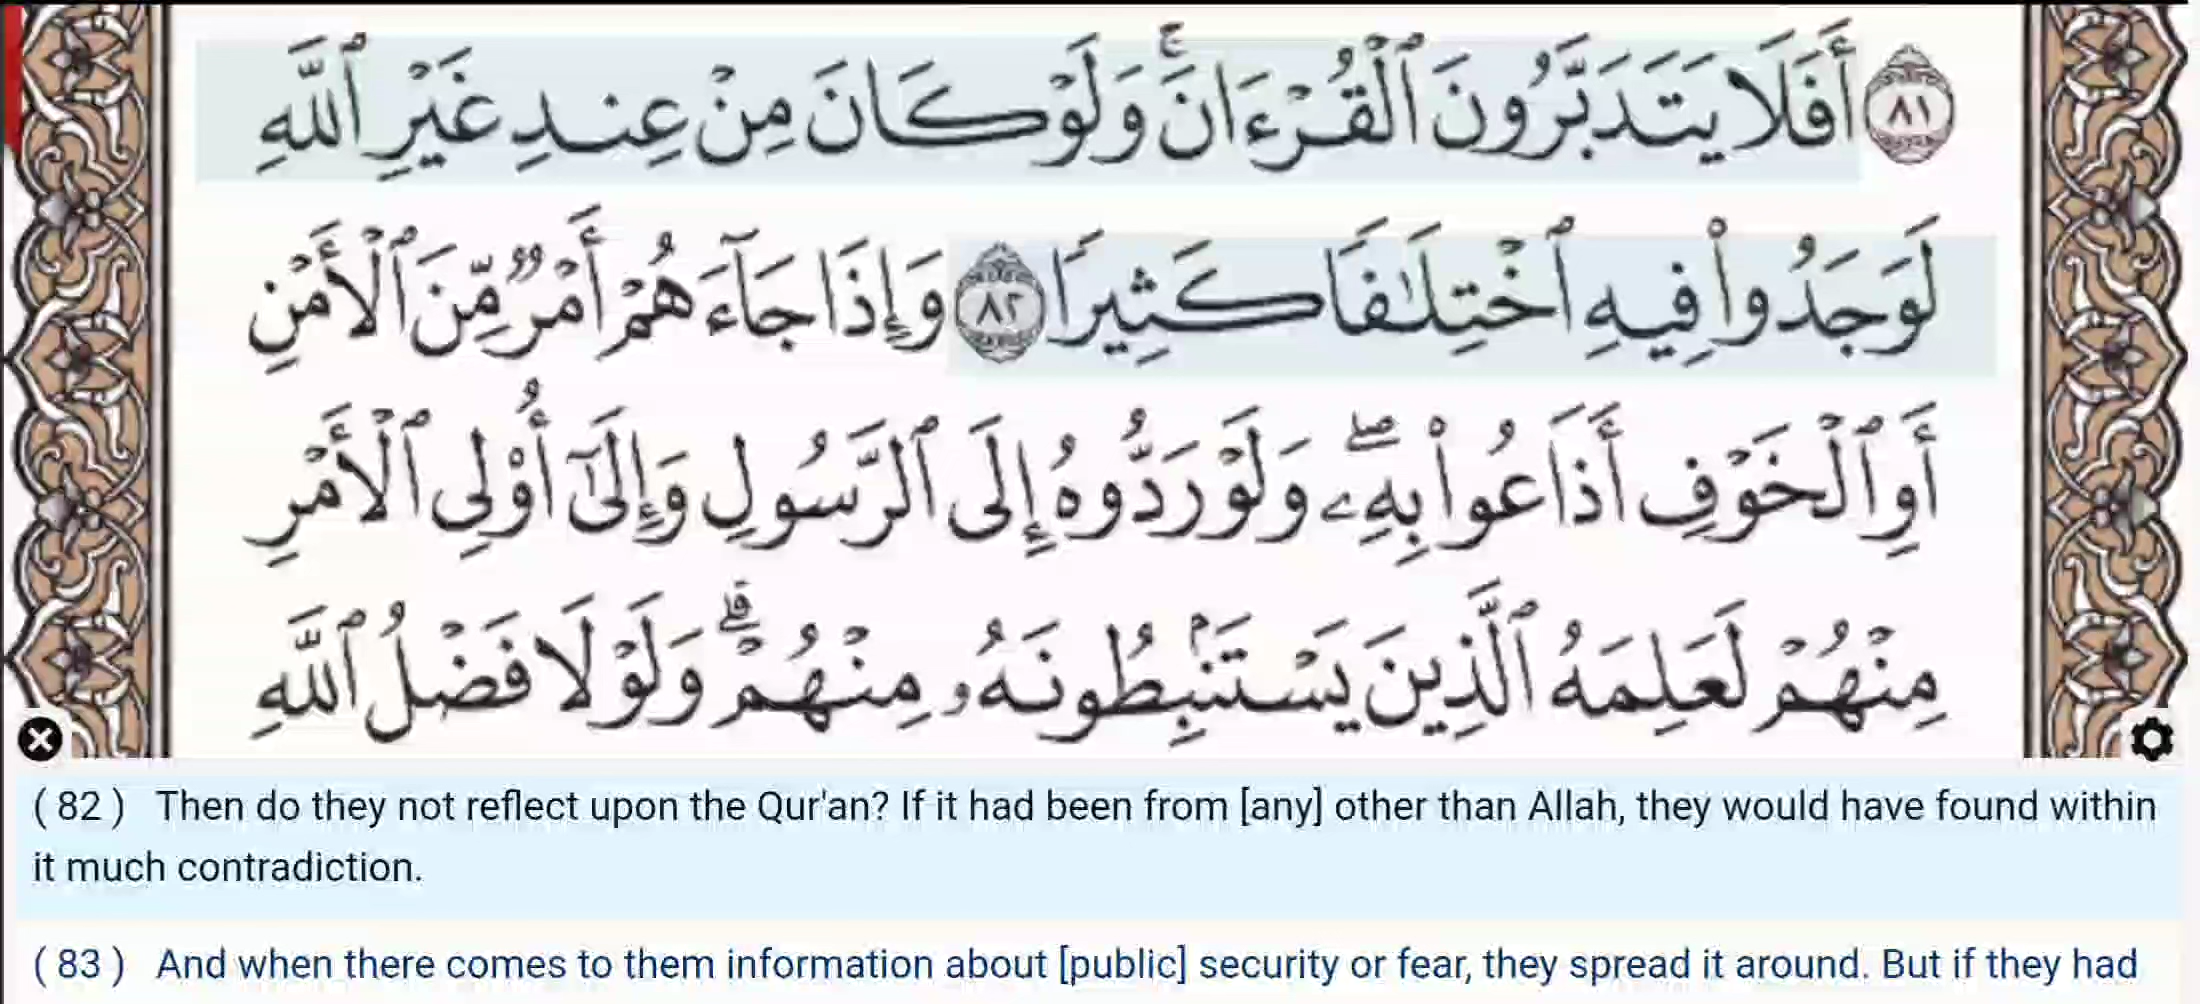 ٨١ أَفَلَا يَتَدَبَّرُونَ ٱلْقُرْءَانَ ۚ وَلَوْ كَانَ مِنْ عِندِ غَيْرِ ٱللَّهِ
لَوَجَدُوا۟ فِيهِ ٱخْتِلَـٰفًا كَثِيرًا ٨٢ وَإِذَا جَآءَهُمْ أَمْرٌ مِّنَ ٱلْأَمْنِ
أَوِ ٱلْخَوْفِ أَذَاعُوا۟ بِهِۦ ۖ وَلَوْ رَدُّوهُ إِلَى ٱلرَّسُولِ وَإِلَىٰٓ أُو۟لِى ٱلْأَمْرِ
مِنْهُمْ لَعَلِمَهُ ٱلَّذِينَ يَسْتَنۢبِطُونَهُۥ مِنْهُمْ ۗ وَلَوْلَا فَضْلُ ٱللَّهِ
( 82 ) Then do they not reflect upon the Qur'an? If it had been from [any] other than Allah, they would have found within
it much contradiction.
( 83 ) And when there comes to them information about [public] security or fear, they spread it around. But if they had